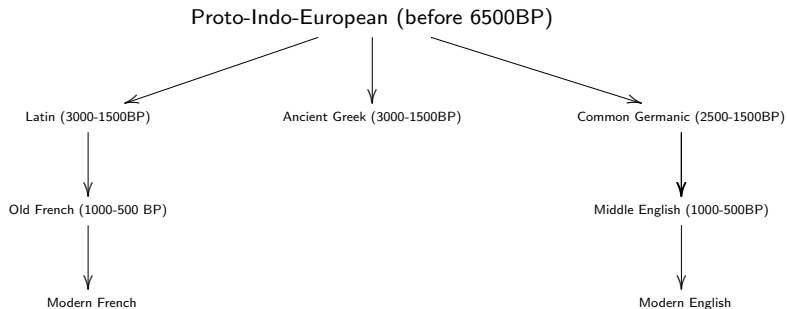 Proto-Indo-European (before 6500BP)
Latin (3000-1500BP)
Ancient Greek (3000-1500BP)
Common Germanic (2500-1500BP)
Old French (1000-500 BP)
Middle English (1000-500BP)
Modern French
Modern English